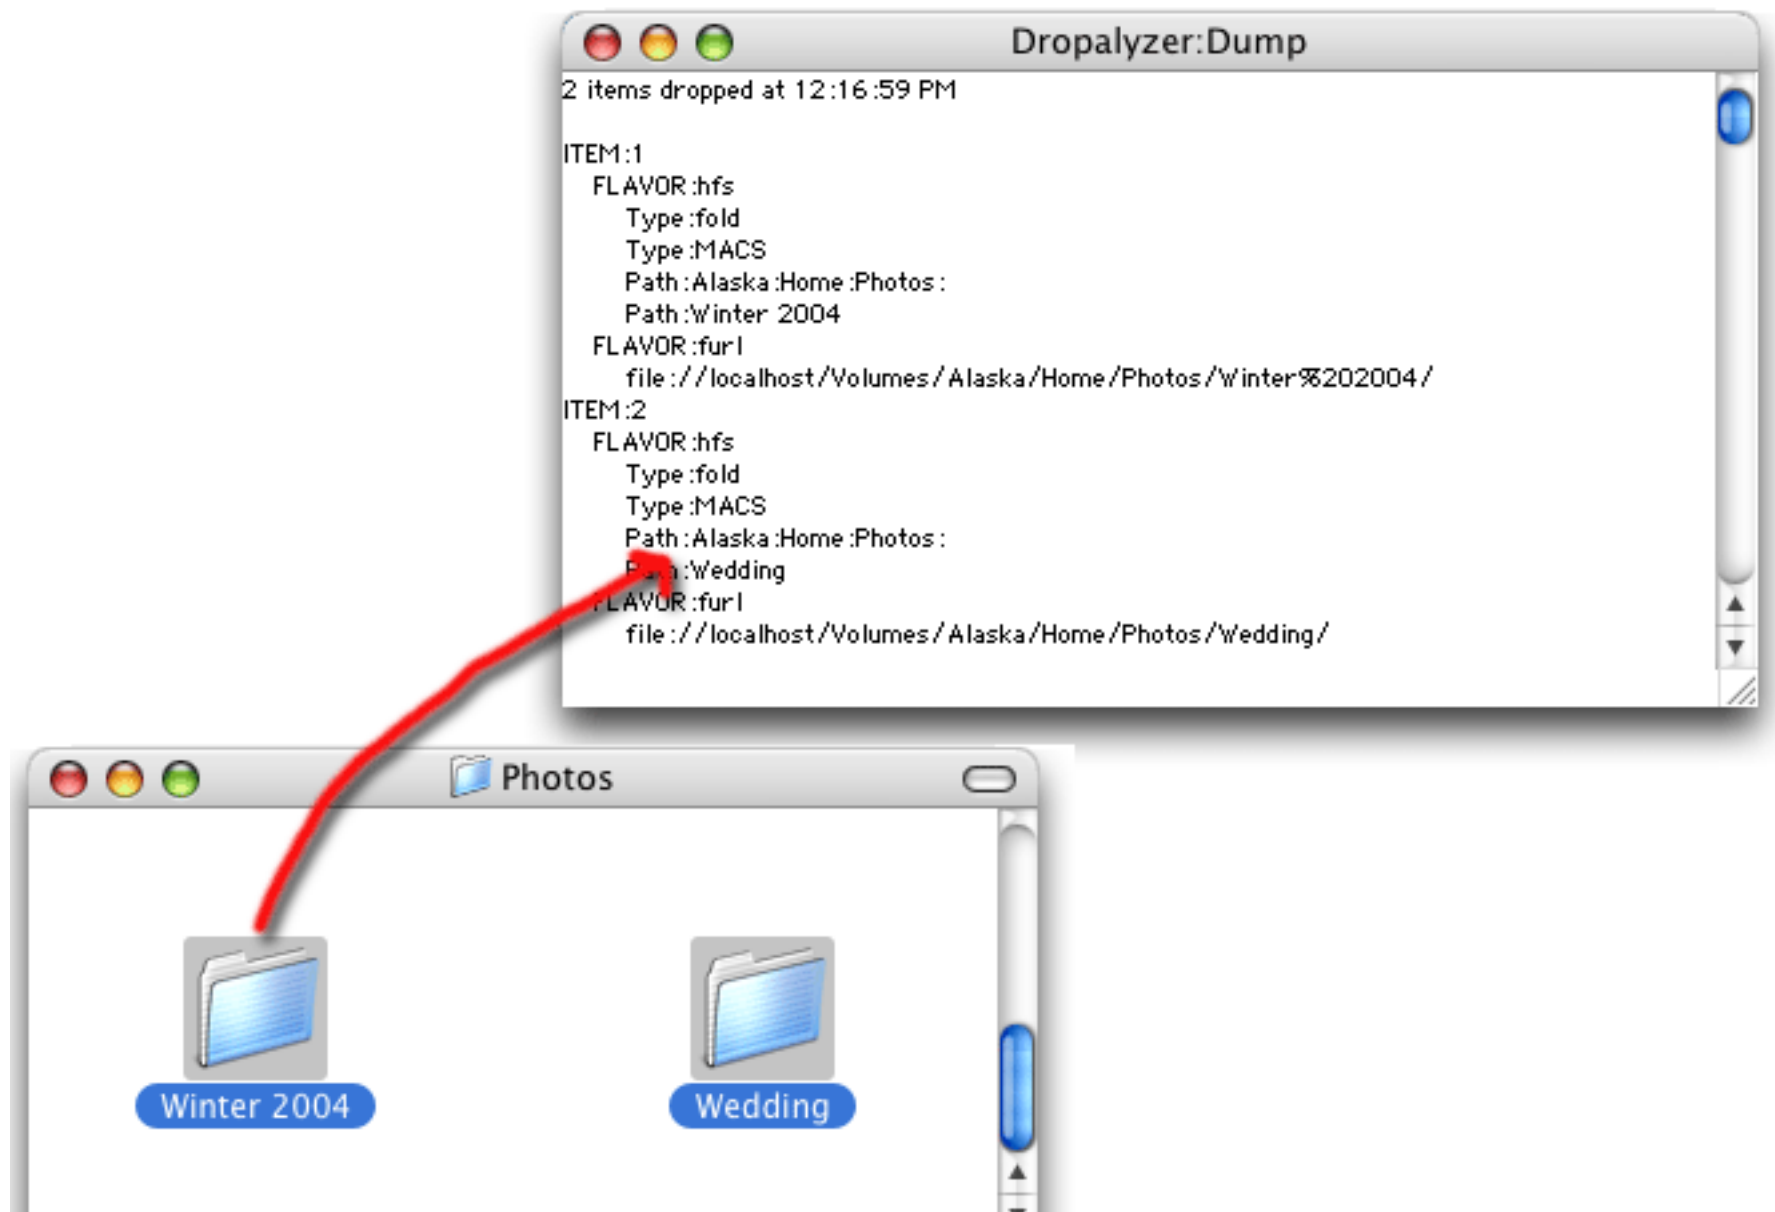 Dropalyzer:Dump
2 items dropped at 12:16:59 PM
ITEM:1
FLAVOR:hfs
Type:fold
Type:MACS
Path:Alaska:Home:Photos:
Path:Winter 2004
FLAVOR:furl
file://localhost/Volumes/Alaska/Home/Photos/Winter%202004/
ITEM:2
FLAVOR:hfs
Type:fold
Type:MACS
Path:Alaska:Home:Photos:
Path:Wedding
FLAVOR:furl
file://localhost/Volumes/Alaska/Home/Photos/Wedding/
Photos
Winter 2004
Wedding